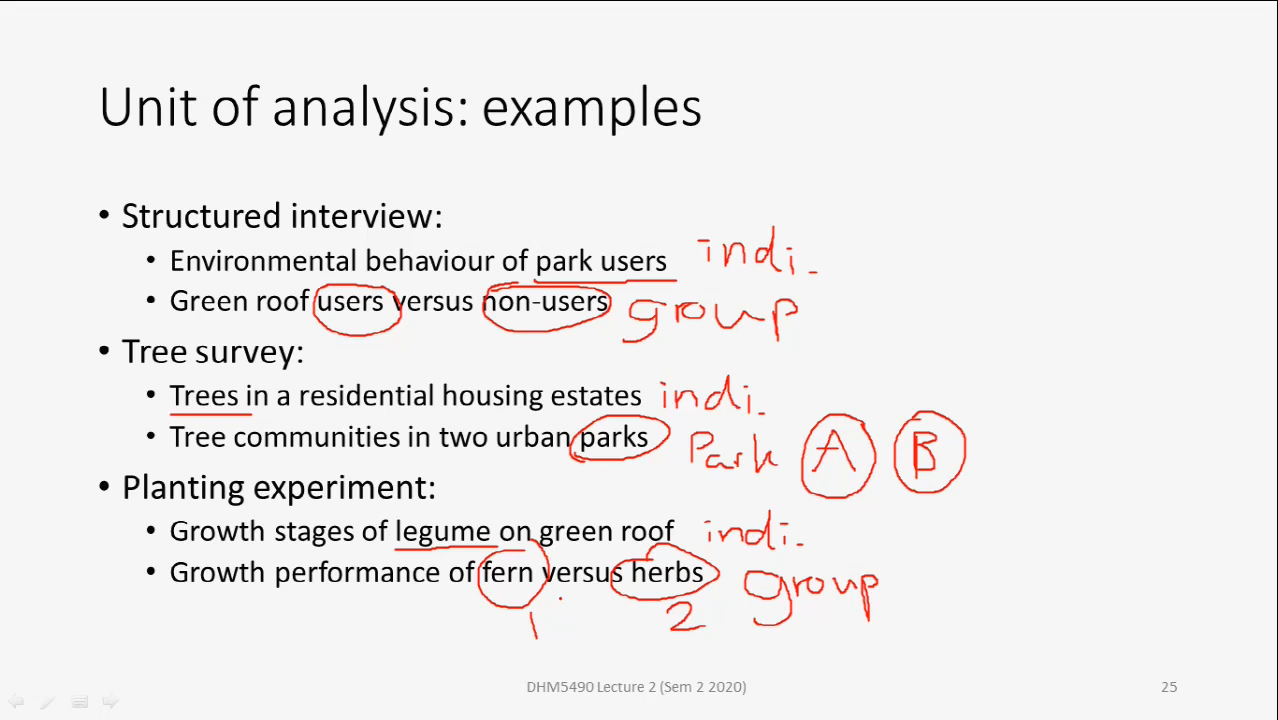 Unit of analysis: examples
• Structured interview:
• Environmental behaviour of park users indi.
• Green roof users versus non-users group
• Tree survey:
• Trees in a residential housing estates indi.
• Tree communities in two urban parks Park A B
• Planting experiment:
• Growth stages of legume on green roof indi.
• Growth performance of fern versus herbs group
1 2
DHM5490 Lecture 2 (Sem 2 2020) 25